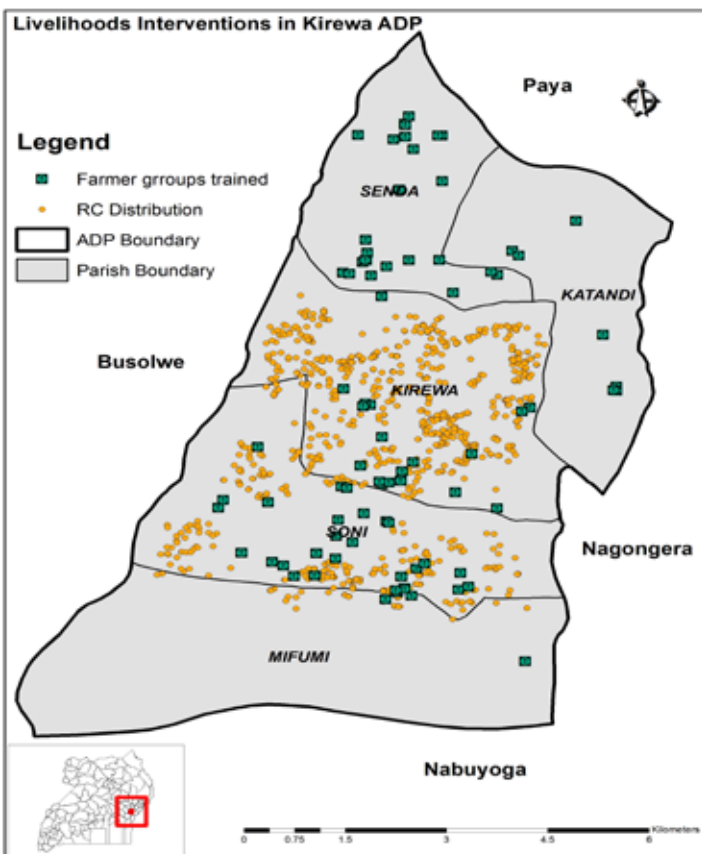 Livelihoods Interventions in Kirewa ADP
Paya
Legend
Farmer grroups trained
RC Distribution
ADP Boundary
Parish Boundary
SENDA
KATANDI
Busolwe
KIREWA
SONI
Nagongera
MIFUMI
Nabuyoga
0 0.75 1.5 3 4.5 6
Kilometers